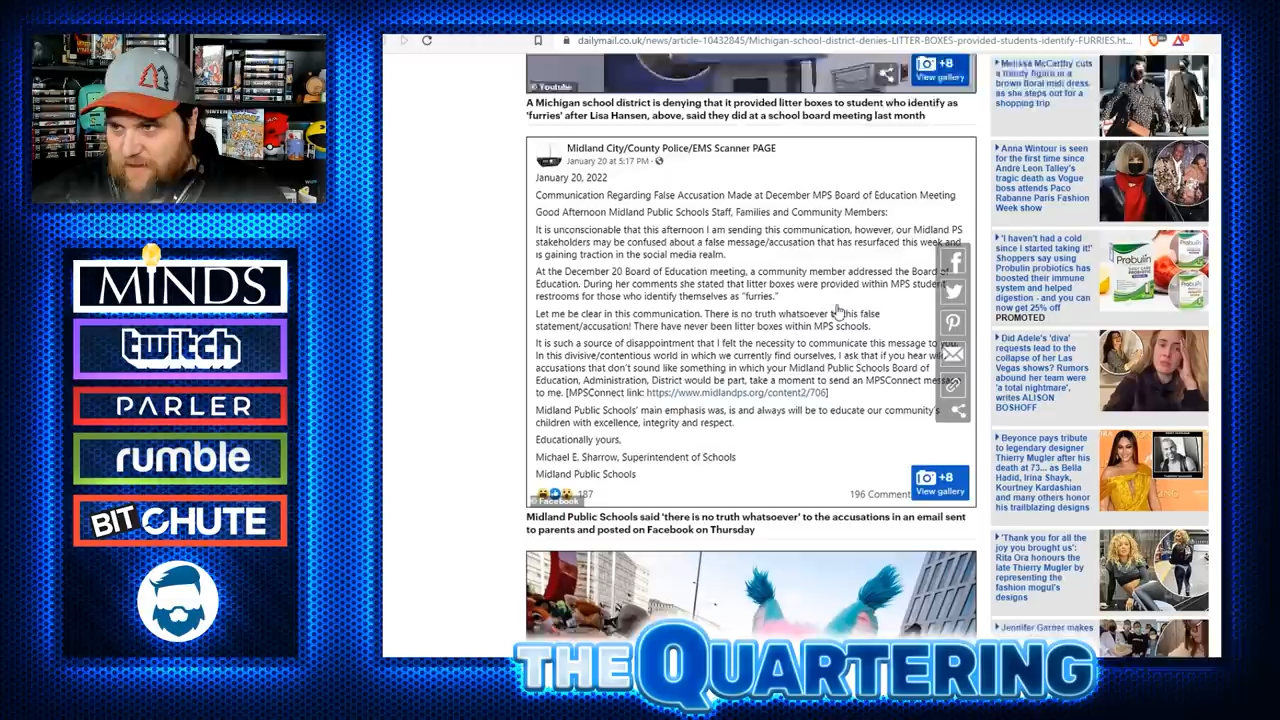 dailymail.co.uk/news/article-10432845/Michigan-school-district-denies-LITTER-BOXES-provided-students-identify-FURRIES.ht...
© Youtube
+8
View gallery
A Michigan school district is denying that it provided litter boxes to student who identify as
'furries' after Lisa Hansen, above, said they did at a school board meeting last month
Midland City/County Police/EMS Scanner PAGE
January 20 at 5:17 PM ·
January 20, 2022
Communication Regarding False Accusation Made at December MPS Board of Education Meeting
Good Afternoon Midland Public Schools Staff, Families and Community Members:
It is unconscionable that this afternoon I am sending this communication, however, our Midland PS
stakeholders may be confused about a false message/accusation that has resurfaced this week and
is gaining traction in the social media realm.
At the December 20 Board of Education meeting, a community member addressed the Board of
Education. During her comments she stated that litter boxes were provided within MPS student
restrooms for those who identify themselves as "furries."
Let me be clear in this communication. There is no truth whatsoever to this false
statement/accusation! There have never been litter boxes within MPS schools.
It is such a source of disappointment that I felt the necessity to communicate this message to you.
In this divisive/contentious world in which we currently find ourselves, I ask that if you hear
accusations that don't sound like something in which your Midland Public Schools Board of
Education, Administration, District would be part, take a moment to send an MPSConnect message
to me. [MPSConnect link: https://www.midlandps.org/content2/706]
Midland Public Schools' main emphasis was, is and always will be to educate our community's
children with excellence, integrity and respect.
Educationally yours,
Michael E. Sharrow, Superintendent of Schools
Midland Public Schools
187
196 Comment
© Facebook
+8
View gallery
Midland Public Schools said 'there is no truth whatsoever' to the accusations in an email sent
to parents and posted on Facebook on Thursday
Melissa McCarthy cuts
a trendy figure in a
brown floral midi dress
as she steps out for a
shopping trip
Anna Wintour is seen
for the first time since
Andre Leon Talley's
tragic death as Vogue
boss attends Paco
Rabanne Paris Fashion
Week show
'I haven't had a cold
since I started taking it!'
Shoppers say using
Probulin probiotics has
boosted their immune
system and helped
digestion - and you can
now get 25% off
PROMOTED
Probulin
Did Adele's 'diva'
requests lead to the
collapse of her Las
Vegas shows? Rumors
abound her team were
'a total nightmare',
writes ALISON
BOSHOFF
Beyonce pays tribute
to legendary designer
Thierry Mugler after his
death at 73... as Bella
Hadid, Irina Shayk,
Kourtney Kardashian
and many others honor
his trailblazing designs
'Thank you for all the
joy you brought us':
Rita Ora honours the
late Thierry Mugler by
representing the
fashion mogul's
designs
Jennifer Garner makes
MINDS
twitch
PARLER
rumble
BITCHUTE
THE QUARTERING